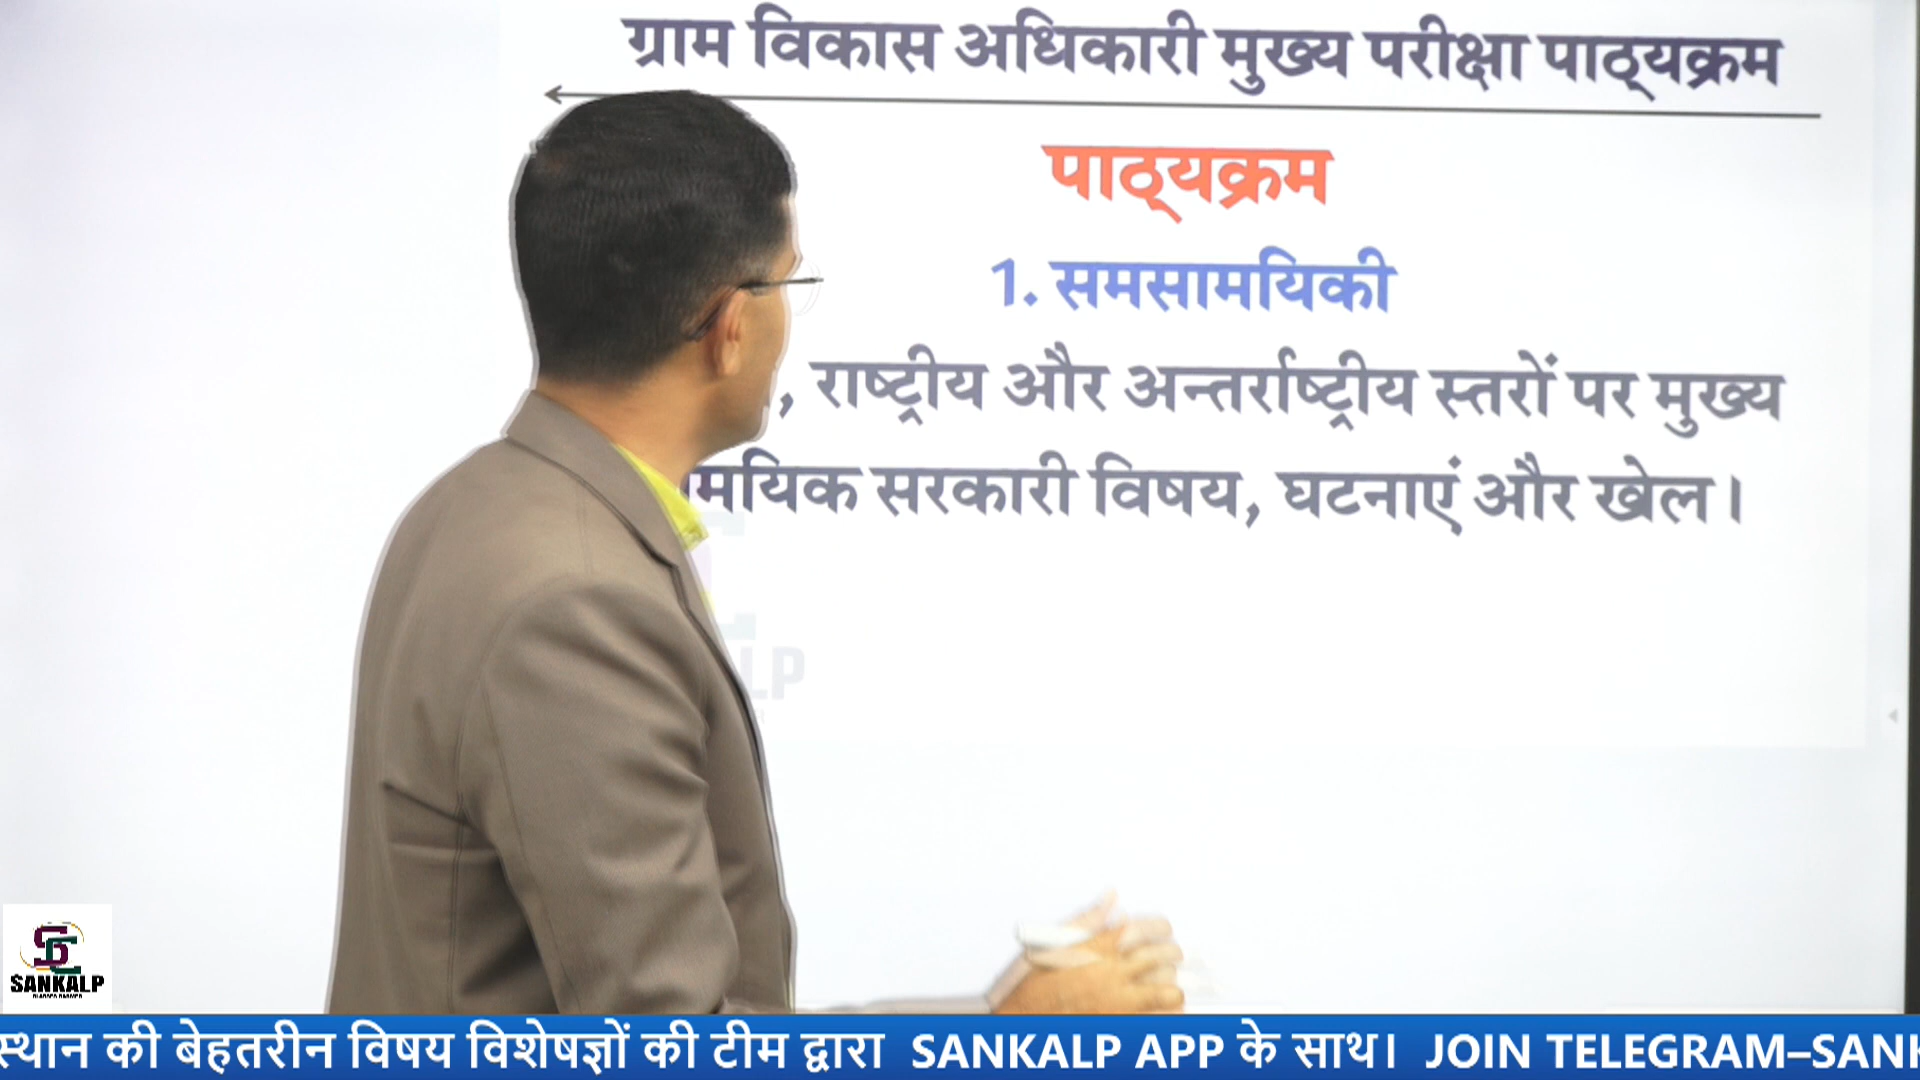 ग्राम विकास अधिकारी मुख्य परीक्षा पाठ्यक्रम
पाठ्यक्रम
1. समसामयिकी
, राष्ट्रीय और अन्तर्राष्ट्रीय स्तरों पर मुख्य
सरकारी विषय, घटनाएं और खेल।
LP
SANKALP
की बेहतरीन विषय विशेषज्ञों की टीम द्वारा SANKALP APP के साथ। JOIN TELEGRAM–SANK